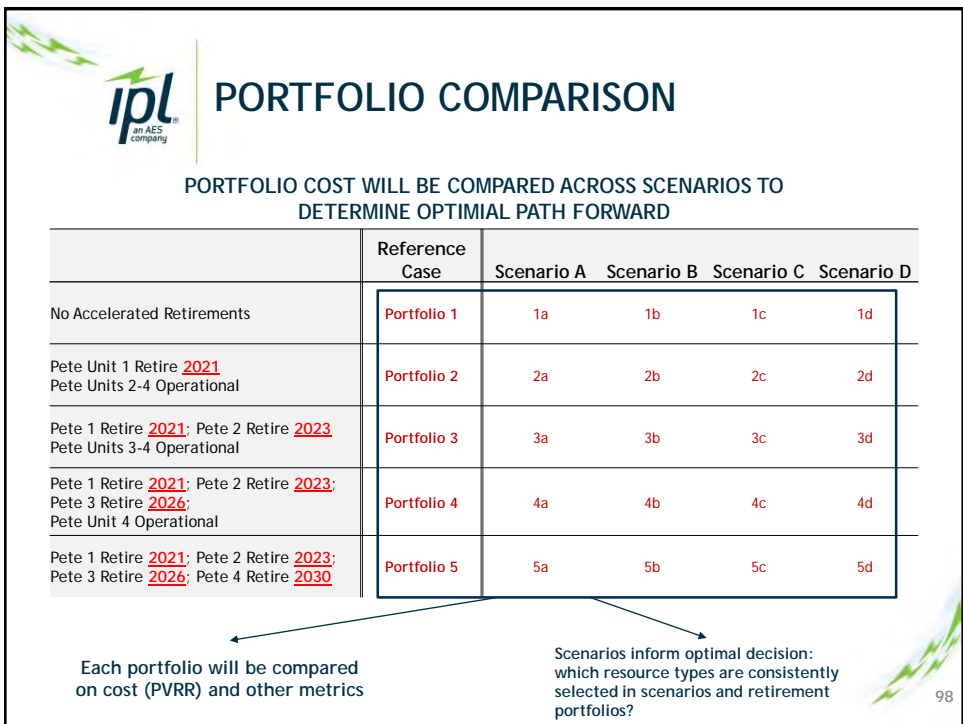 ipl
an AES
company
PORTFOLIO COMPARISON
PORTFOLIO COST WILL BE COMPARED ACROSS SCENARIOS TO
DETERMINE OPTIMIAL PATH FORWARD
Reference
Case Scenario A Scenario B Scenario C Scenario D
No Accelerated Retirements Portfolio 1 1a 1b 1c 1d
Pete Unit 1 Retire 2021
Pete Units 2-4 Operational
Portfolio 2 2a 2b 2c 2d
Pete 1 Retire 2021; Pete 2 Retire 2023
Pete Units 3-4 Operational
Portfolio 3 3a 3b 3c 3d
Pete 1 Retire 2021; Pete 2 Retire 2023;
Pete 3 Retire 2026;
Pete Unit 4 Operational
Portfolio 4 4a 4b 4c 4d
Pete 1 Retire 2021; Pete 2 Retire 2023;
Pete 3 Retire 2026; Pete 4 Retire 2030
Portfolio 5 5a 5b 5c 5d
Each portfolio will be compared
on cost (PVRR) and other metrics
Scenarios inform optimal decision:
which resource types are consistently
selected in scenarios and retirement
portfolios?
98